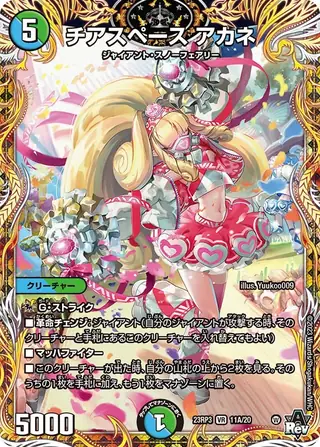 5
チアスペース アカネ
ジャイアント・スノーフェアリー
クリーチャー
illus. Yuukoo009
G・ストライク
■革命チェンジ:ジャイアント(自分のジャイアントが攻撃する時、その
クリーチャーと手札にあるこのクリーチャーを入れ替えてもよい)
■マッハファイター
■このクリーチャーが出た時、自分の山札の上から2枚を見る。その
うちの1枚を手札に加え、もう1枚をマナゾーンに置く。
5000
1
23RP3 VR 11A/20
Rev